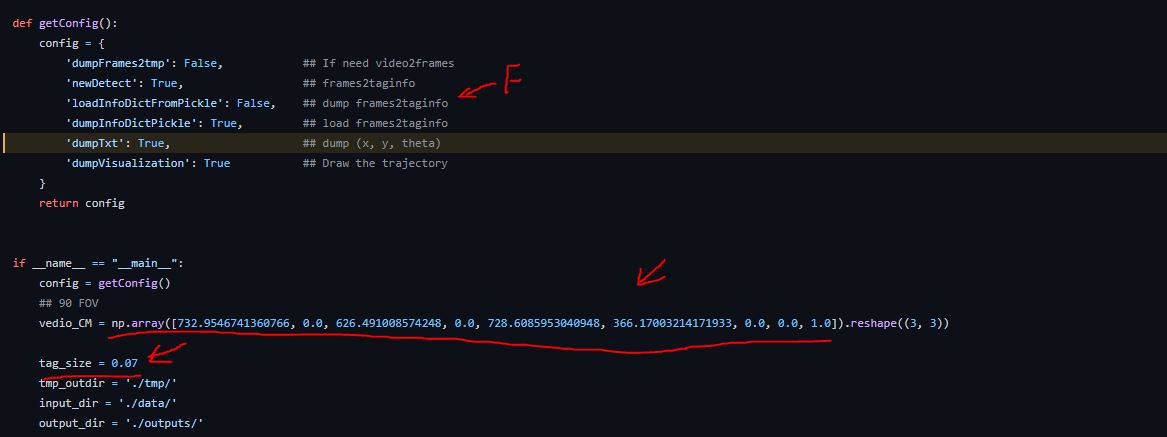 def getConfig():
config = {
'dumpFrames2tmp': False, ## If need video2frames
'newDetect': True, ## frames2taginfo
'loadInfoDictFromPickle': False, ## dump frames2taginfo
F
'dumpInfoDictPickle': True, ## load frames2taginfo
'dumpTxt': True, ## dump (x, y, theta)
'dumpVisualization': True ## Draw the trajectory
}
return config
if __name__ == "__main__":
config = getConfig()
## 90 FOV
vedio_CM = np.array([732.9546741360766, 0.0, 626.491008574248, 0.0, 728.6085953040948, 366.17003214171933, 0.0, 0.0, 1.0]).reshape((3, 3))
tag_size = 0.07
tmp_outdir = './tmp/'
input_dir = './data/'
output_dir = './outputs/'